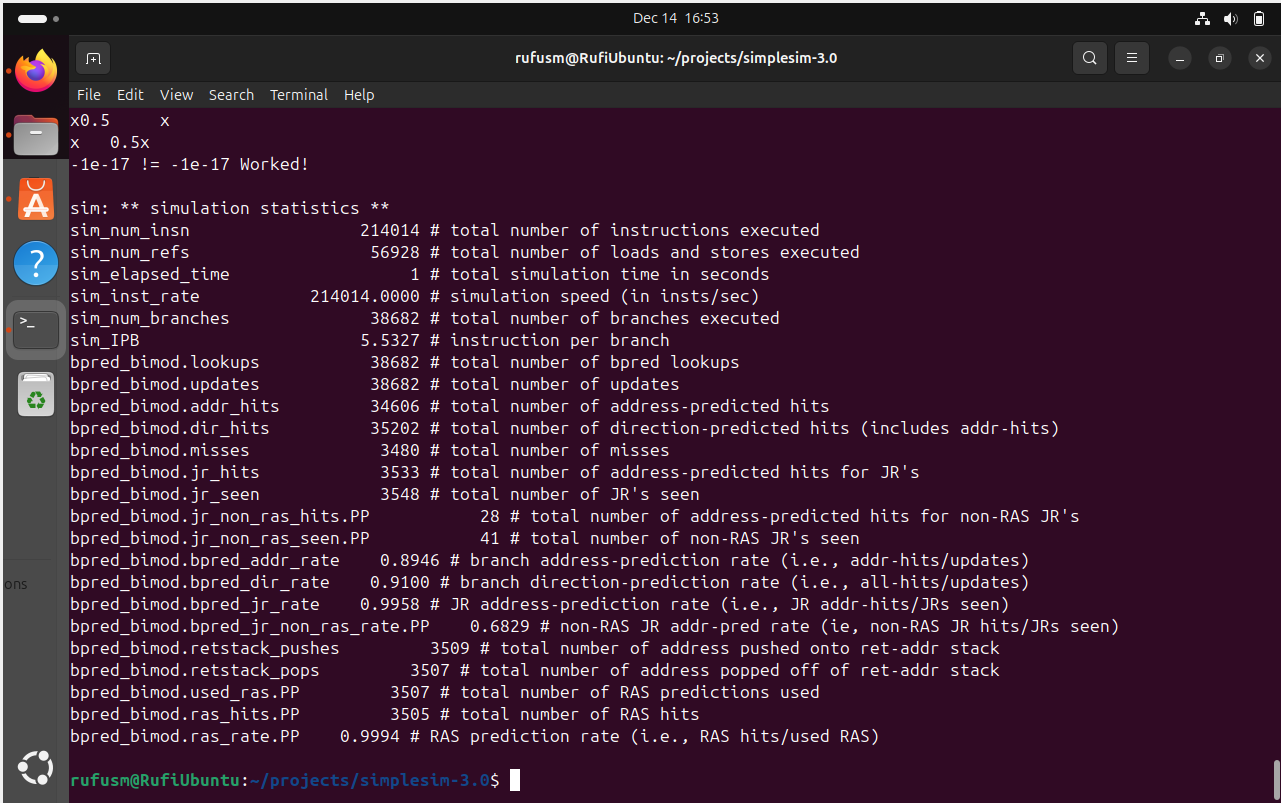 Dec 14 16:53
rufusm@RufiUbuntu: ~/projects/simplesim-3.0
File Edit View Search Terminal Help
x0.5     x
x   0.5x
-1e-17 != -1e-17 Worked!
sim: ** simulation statistics **
sim_num_insn                 214014 # total number of instructions executed
sim_num_refs                  56928 # total number of loads and stores executed
sim_elapsed_time                  1 # total simulation time in seconds
sim_inst_rate           214014.0000 # simulation speed (in insts/sec)
sim_num_branches              38682 # total number of branches executed
sim_IPB                      5.5327 # instruction per branch
bpred_bimod.lookups           38682 # total number of bpred lookups
bpred_bimod.updates           38682 # total number of updates
bpred_bimod.addr_hits         34606 # total number of address-predicted hits
bpred_bimod.dir_hits          35202 # total number of direction-predicted hits (includes addr-hits)
bpred_bimod.misses             3480 # total number of misses
bpred_bimod.jr_hits            3533 # total number of address-predicted hits for JR's
bpred_bimod.jr_seen            3548 # total number of JR's seen
bpred_bimod.jr_non_ras_hits.PP           28 # total number of address-predicted hits for non-RAS JR's
bpred_bimod.jr_non_ras_seen.PP           41 # total number of non-RAS JR's seen
bpred_bimod.bpred_addr_rate    0.8946 # branch address-prediction rate (i.e., addr-hits/updates)
bpred_bimod.bpred_dir_rate    0.9100 # branch direction-prediction rate (i.e., all-hits/updates)
bpred_bimod.bpred_jr_rate    0.9958 # JR address-prediction rate (i.e., JR addr-hits/JRs seen)
bpred_bimod.bpred_jr_non_ras_rate.PP    0.6829 # non-RAS JR addr-pred rate (ie, non-RAS JR hits/JRs seen)
bpred_bimod.retstack_pushes         3509 # total number of address pushed onto ret-addr stack
bpred_bimod.retstack_pops         3507 # total number of address popped off of ret-addr stack
bpred_bimod.used_ras.PP         3507 # total number of RAS predictions used
bpred_bimod.ras_hits.PP         3505 # total number of RAS hits
bpred_bimod.ras_rate.PP    0.9994 # RAS prediction rate (i.e., RAS hits/used RAS)
rufusm@RufiUbuntu:~/projects/simplesim-3.0$
ons